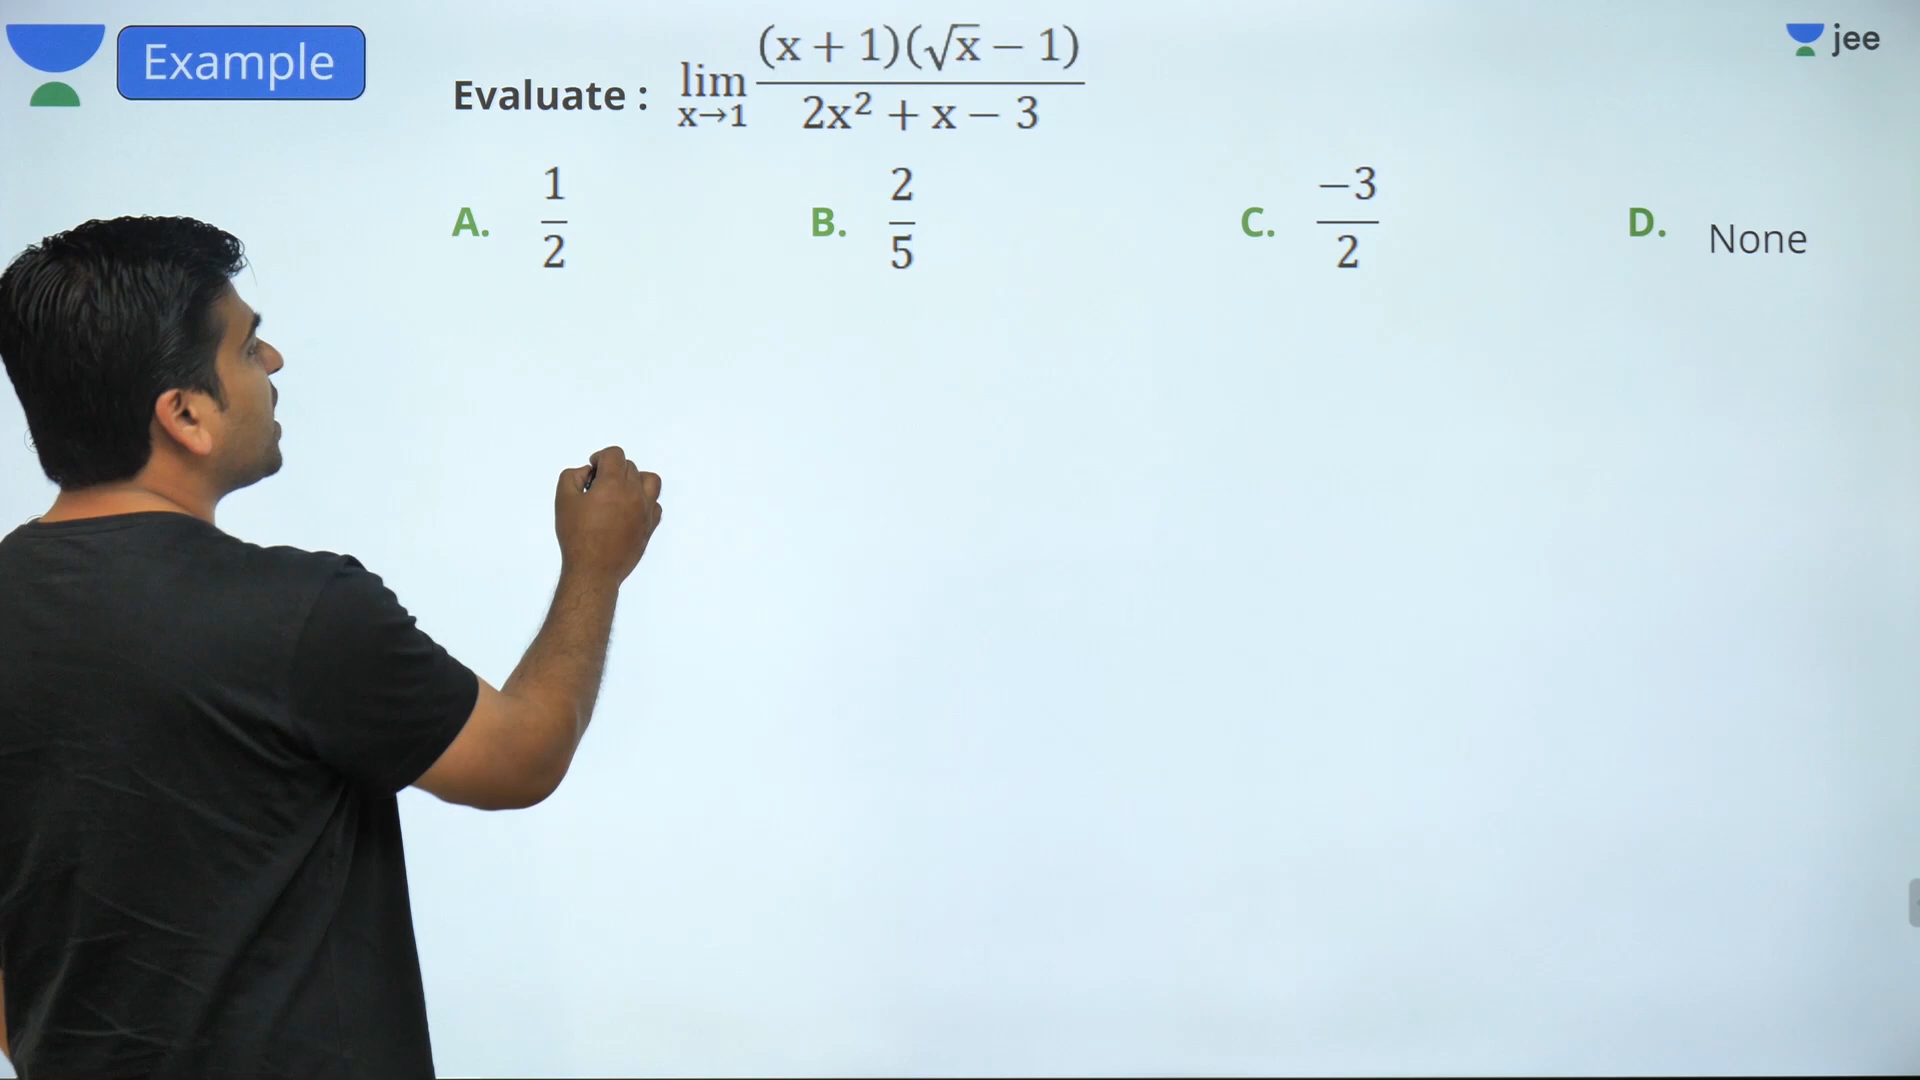 Example
jee
Evaluate : lim x→1 (x + 1)(√x − 1) / 2x² + x − 3
A. 1/2 B. 2/5 C. −3/2 D. None